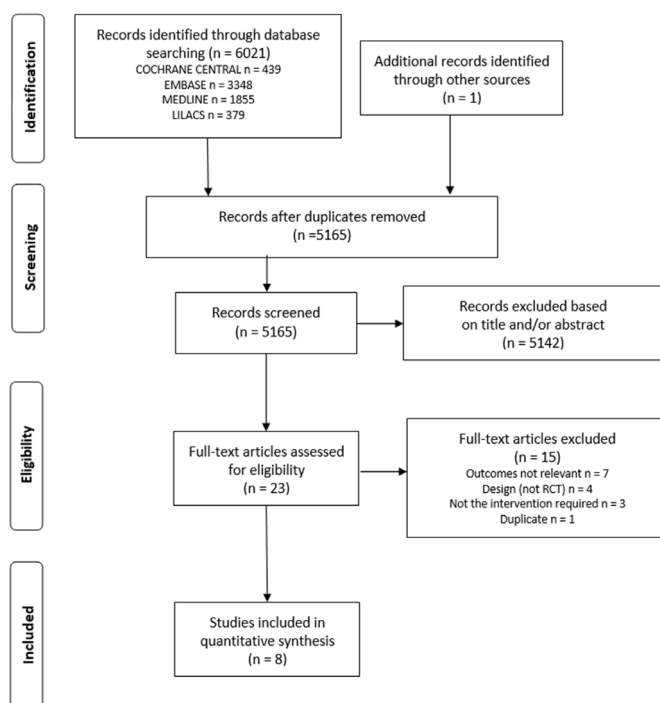 Identification
Records identified through database
searching (n = 6021)
COCHRANE CENTRAL n = 439
EMBASE n = 3348
MEDLINE n = 1855
LILACS n = 379
Additional records identified
through other sources
(n = 1)
Screening
Records after duplicates removed
(n =5165)
Records screened
(n = 5165)
Records excluded based
on title and/or abstract
(n = 5142)
Eligibility
Full-text articles assessed
for eligibility
(n = 23)
Full-text articles excluded
(n = 15)
Outcomes not relevant n = 7
Design (not RCT) n = 4
Not the intervention required n = 3
Duplicate n = 1
Included
Studies included in
quantitative synthesis
(n = 8)